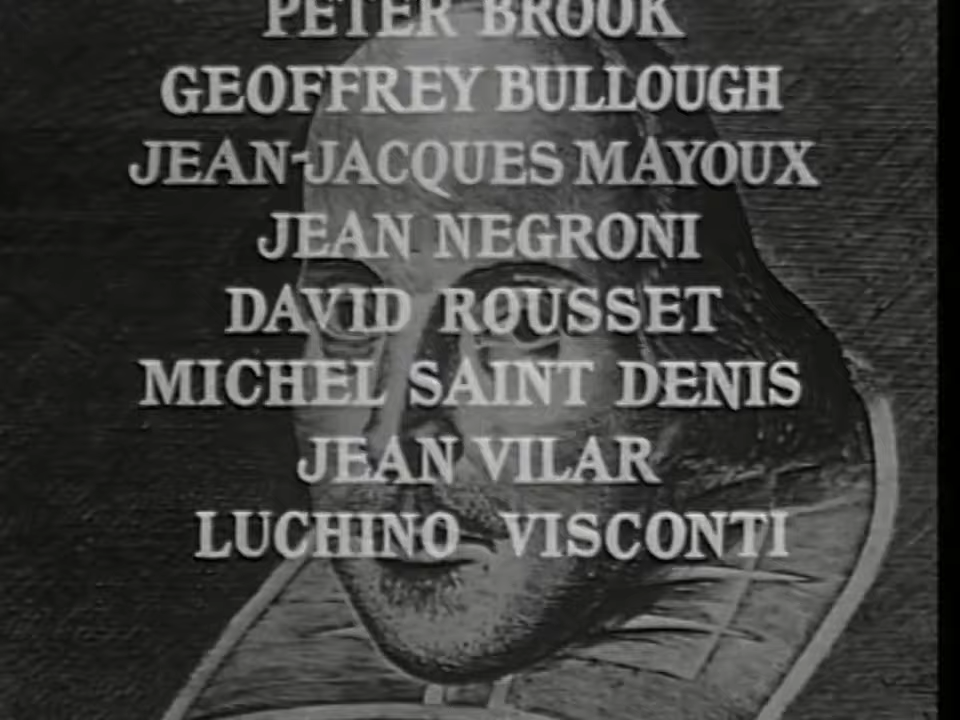 PETER BROOK
GEOFFREY BULLOUGH
JEAN-JACQUES MAYOUX
JEAN NEGRONI
DAVID ROUSSET
MICHEL SAINT DENIS
JEAN VILAR
LUCHINO VISCONTI